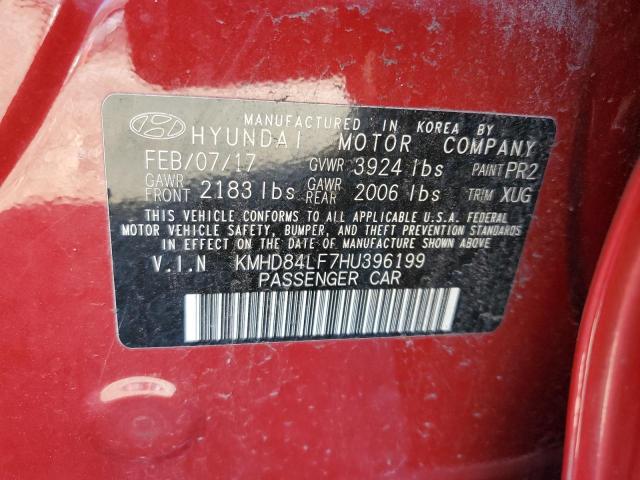 MANUFACTURED IN KOREA BY
HYUNDAI MOTOR COMPANY
FEB/07/17 GVWR 3924 lbs PAINT PR2
GAWR FRONT 2183 lbs GAWR REAR 2006 lbs TRIM XUG
THIS VEHICLE CONFORMS TO ALL APPLICABLE U.S.A. FEDERAL
MOTOR VEHICLE SAFETY, BUMPER, AND THEFT PREVENTION STANDARDS
IN EFFECT ON THE DATE OF MANUFACTURE SHOWN ABOVE.
V.I.N KMHD84LF7HU396199
PASSENGER CAR